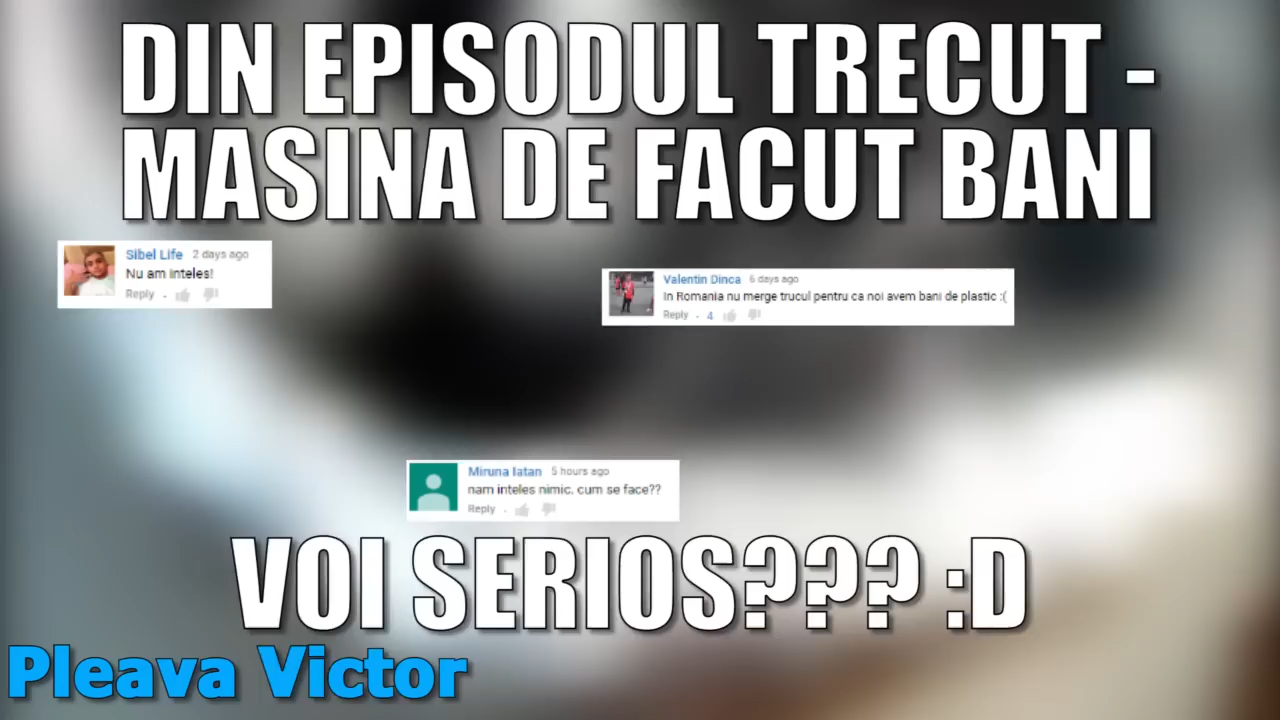 DIN EPISODUL TRECUT -
MASINA DE FACUT BANI
Sibel Life 2 days ago
Nu am inteles!
Reply .
Valentin Dinca 6 days ago
In Romania nu merge trucul pentru ca noi avem bani de plastic :(
Reply . 4
Miruna Iatan 5 hours ago
nam inteles nimic. cum se face??
Reply .
VOI SERIOS??? :D
Pleava Victor